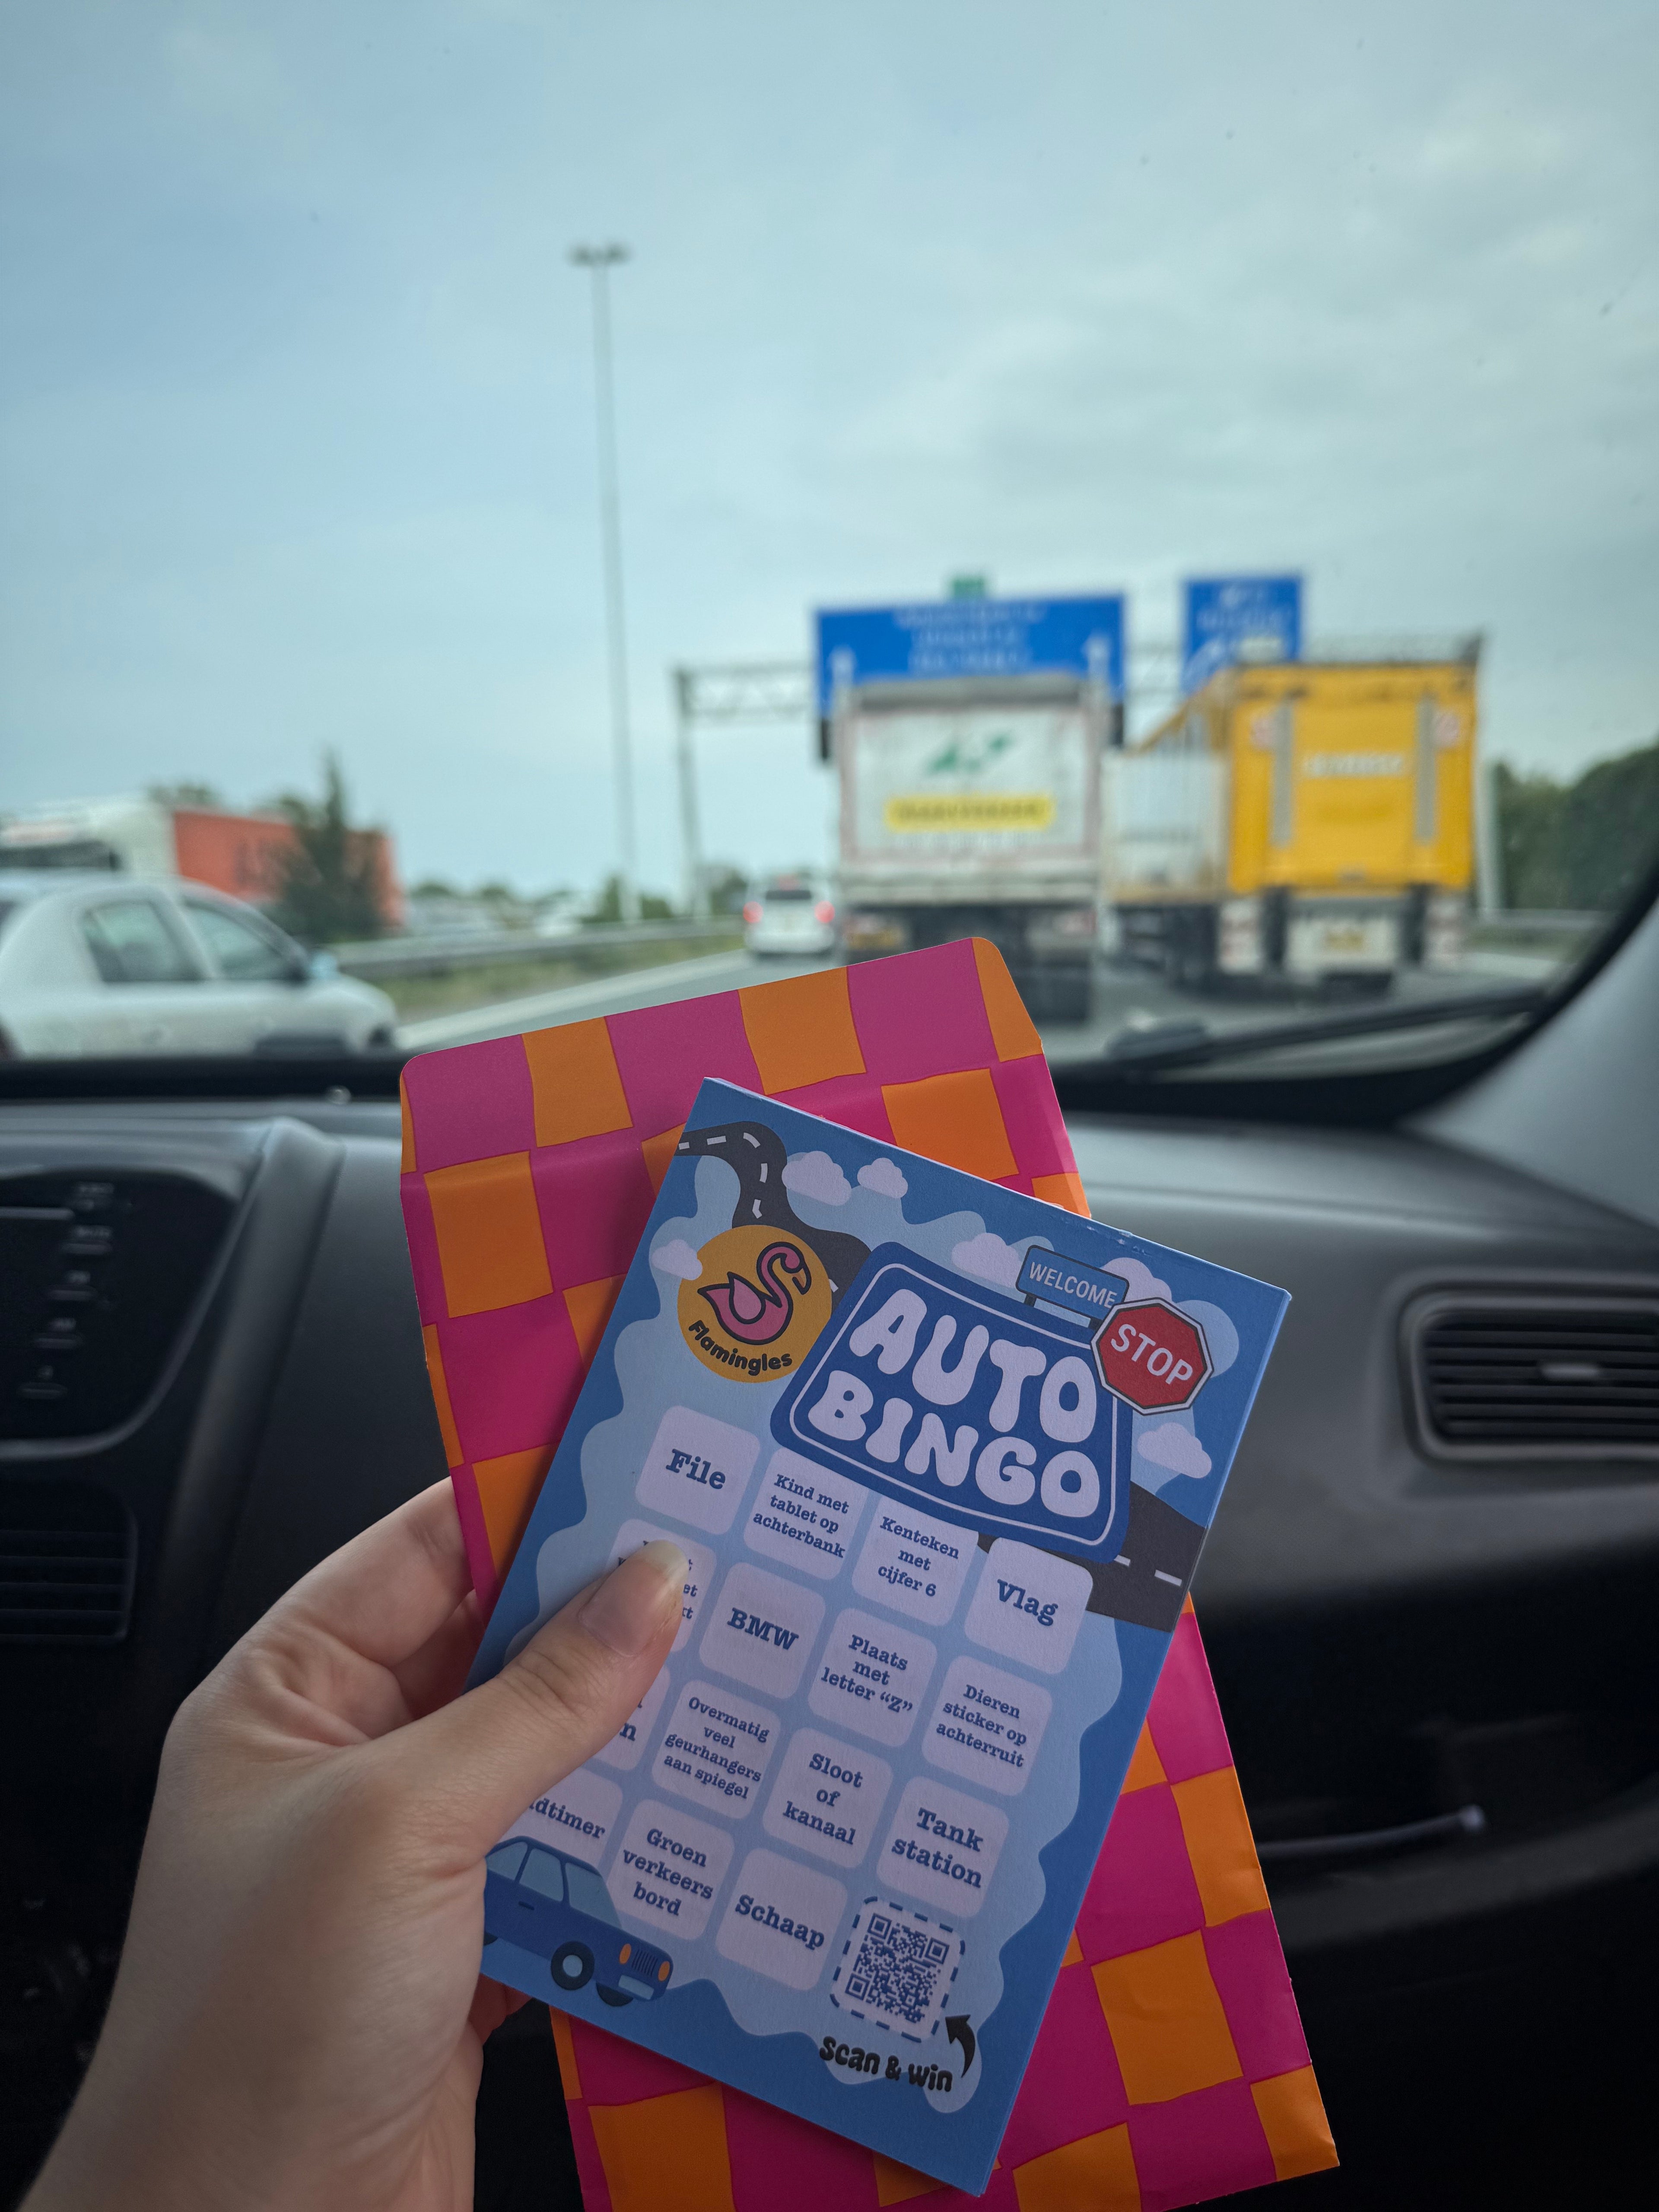 WELCOME
STOP
Flamingles
AUTO
BINGO
File
Kind met
tablet op
achterbank
Kenteken
met
cijfer 6
Vlag
BMW
Plaats
met
letter “Z”
Dieren
sticker op
achterruit
Overmatig
veel
geurhangers
aan spiegel
Sloot
of
kanaal
Tank
station
Groen
verkeers
bord
Schaap
scan & win